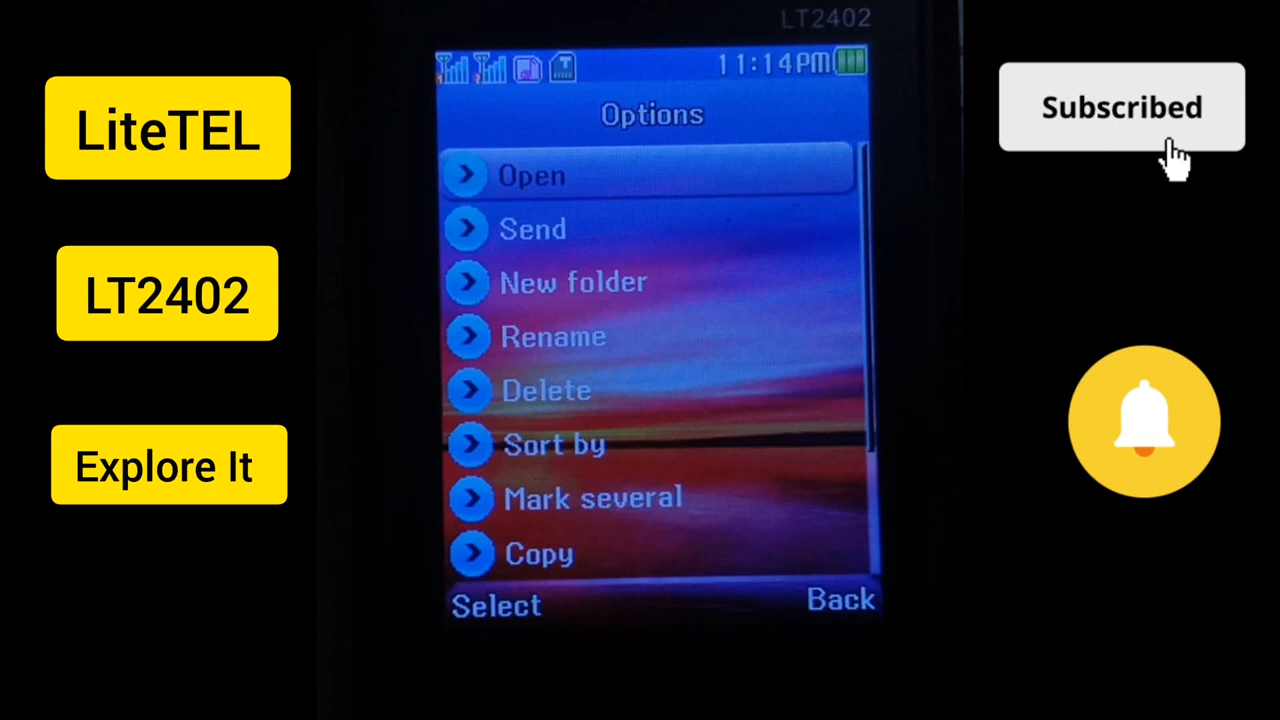 LT2402
11:14PM
LiteTEL
Options
Subscribed
Open
Send
New folder
LT2402
Rename
Delete
Sort by
Explore It
Mark several
Copy
Select
Back